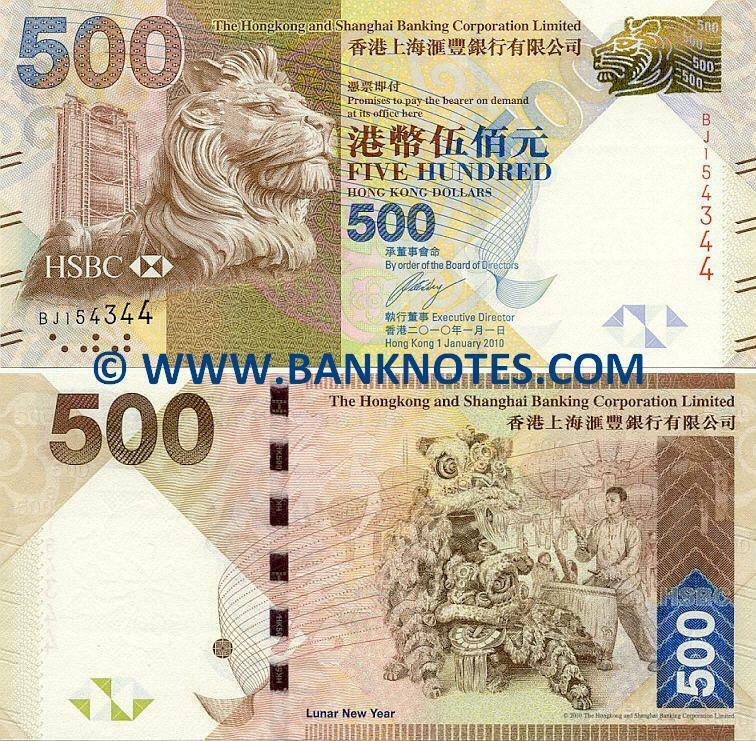 500
The Hongkong and Shanghai Banking Corporation Limited
香港上海滙豐銀行有限公司
500
500
500
500
憑票即付
Promises to pay the bearer on demand
at its office here
港幣伍佰元
FIVE HUNDRED
HONG KONG DOLLARS
500
承董事會命
By order of the Board of Directors
執行董事 Executive Director
香港二〇一〇年一月一日
Hong Kong 1 January 2010
HSBC
BJ154344
BJ154344
© WWW.BANKNOTES.COM
500
The Hongkong and Shanghai Banking Corporation Limited
香港上海滙豐銀行有限公司
HK500
HSBC
500
Lunar New Year
© 2010 The Hongkong and Shanghai Banking Corporation Limited